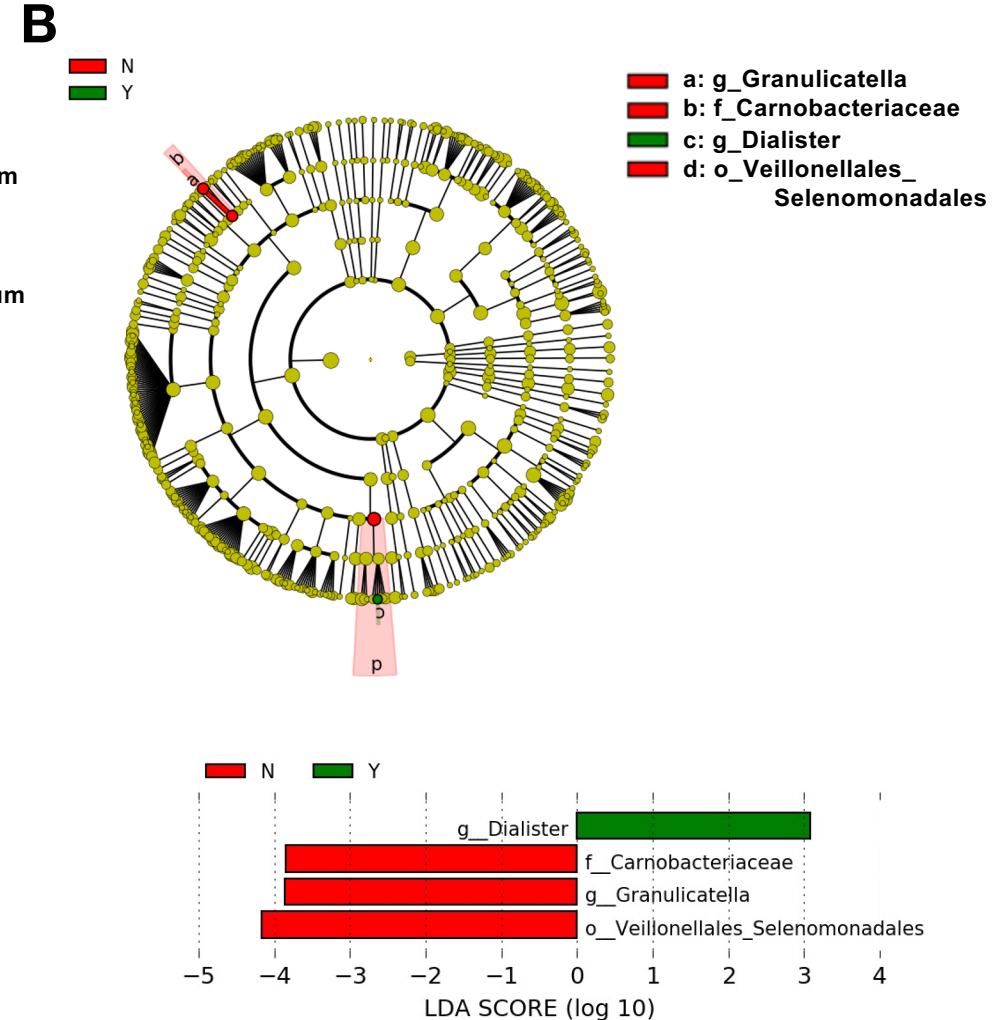 B
N
Y
a: g_Granulicatella
b: f_Carnobacteriaceae
c: g_Dialister
d: o_Veillonellales_
Selenomonadales
m
um
b
a
c
d
N Y
g__Dialister
f__Carnobacteriaceae
g__Granulicatella
o__Veillonellales_Selenomonadales
−5 −4 −3 −2 −1 0 1 2 3 4
LDA SCORE (log 10)